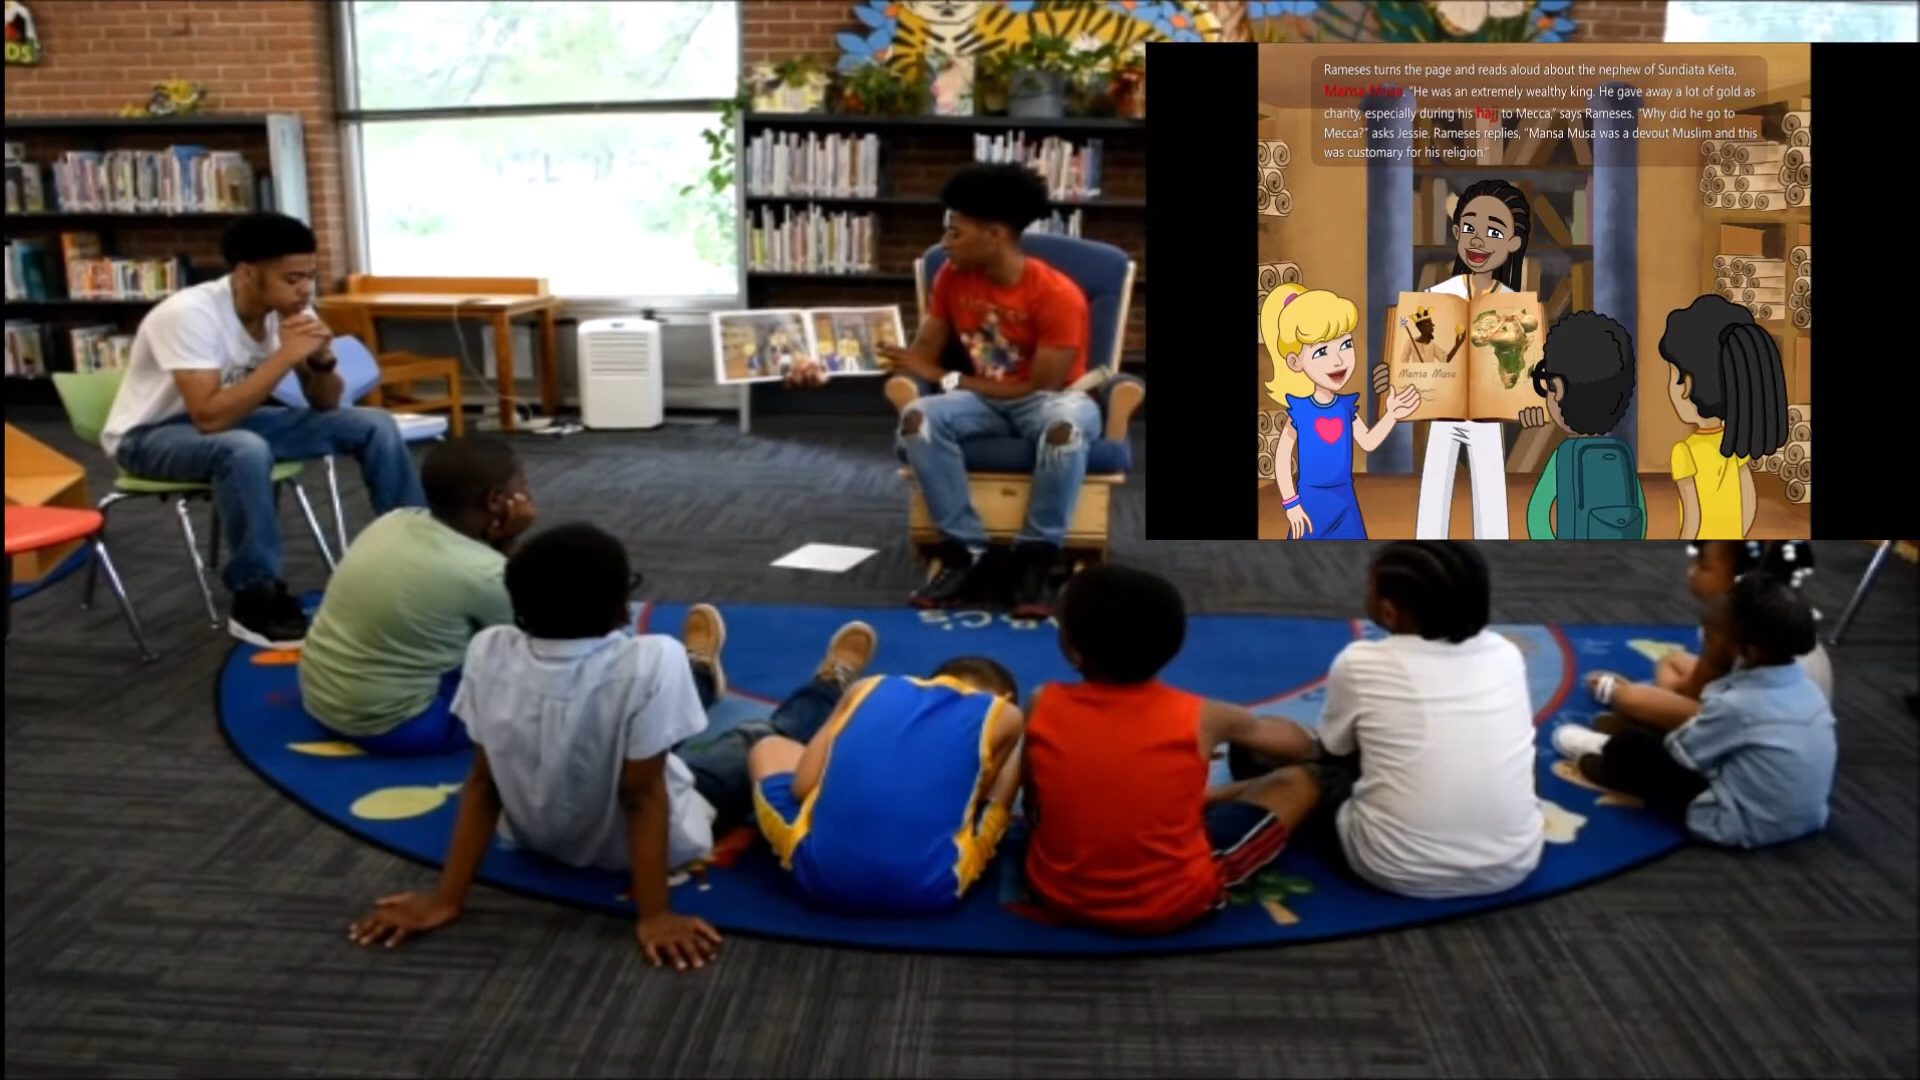 DS
Rameses turns the page and reads aloud about the nephew of Sundiata Keita,
Mansa Musa. "He was an extremely wealthy king. He gave away a lot of gold as
charity, especially during his hajj to Mecca," says Rameses. "Why did he go to
Mecca?" asks Jessie. Rameses replies, "Mansa Musa was a devout Muslim and this
was customary for his religion."
Mansa Musa
ABC's